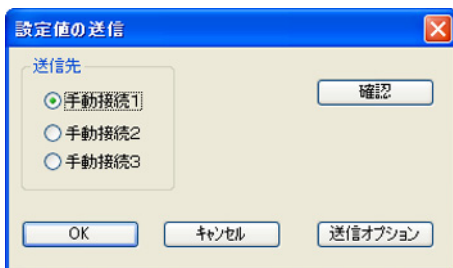 設定値の送信
送信先
手動接続1
手動接続2
手動接続3
確認
OK
キャンセル
送信オプション